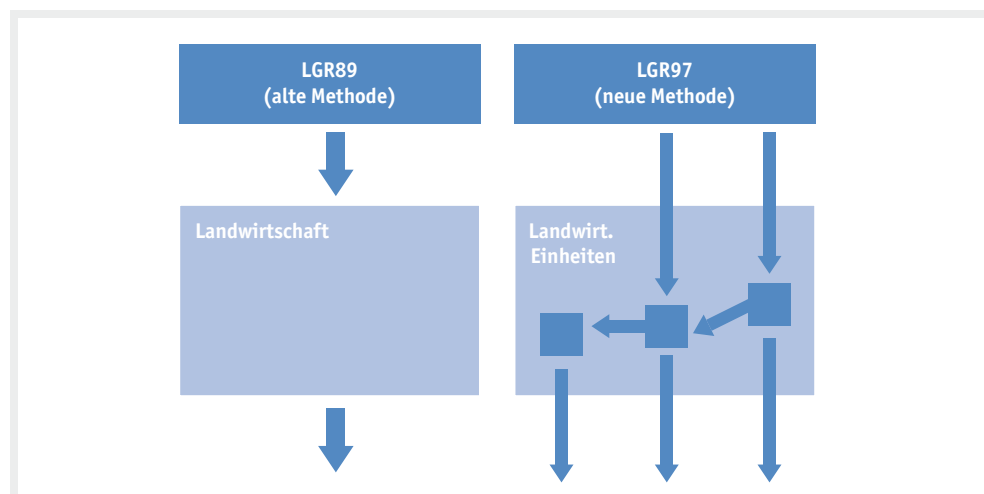 LGR89
(alte Methode)
LGR97
(neue Methode)
Landwirtschaft
Landwirt.
Einheiten